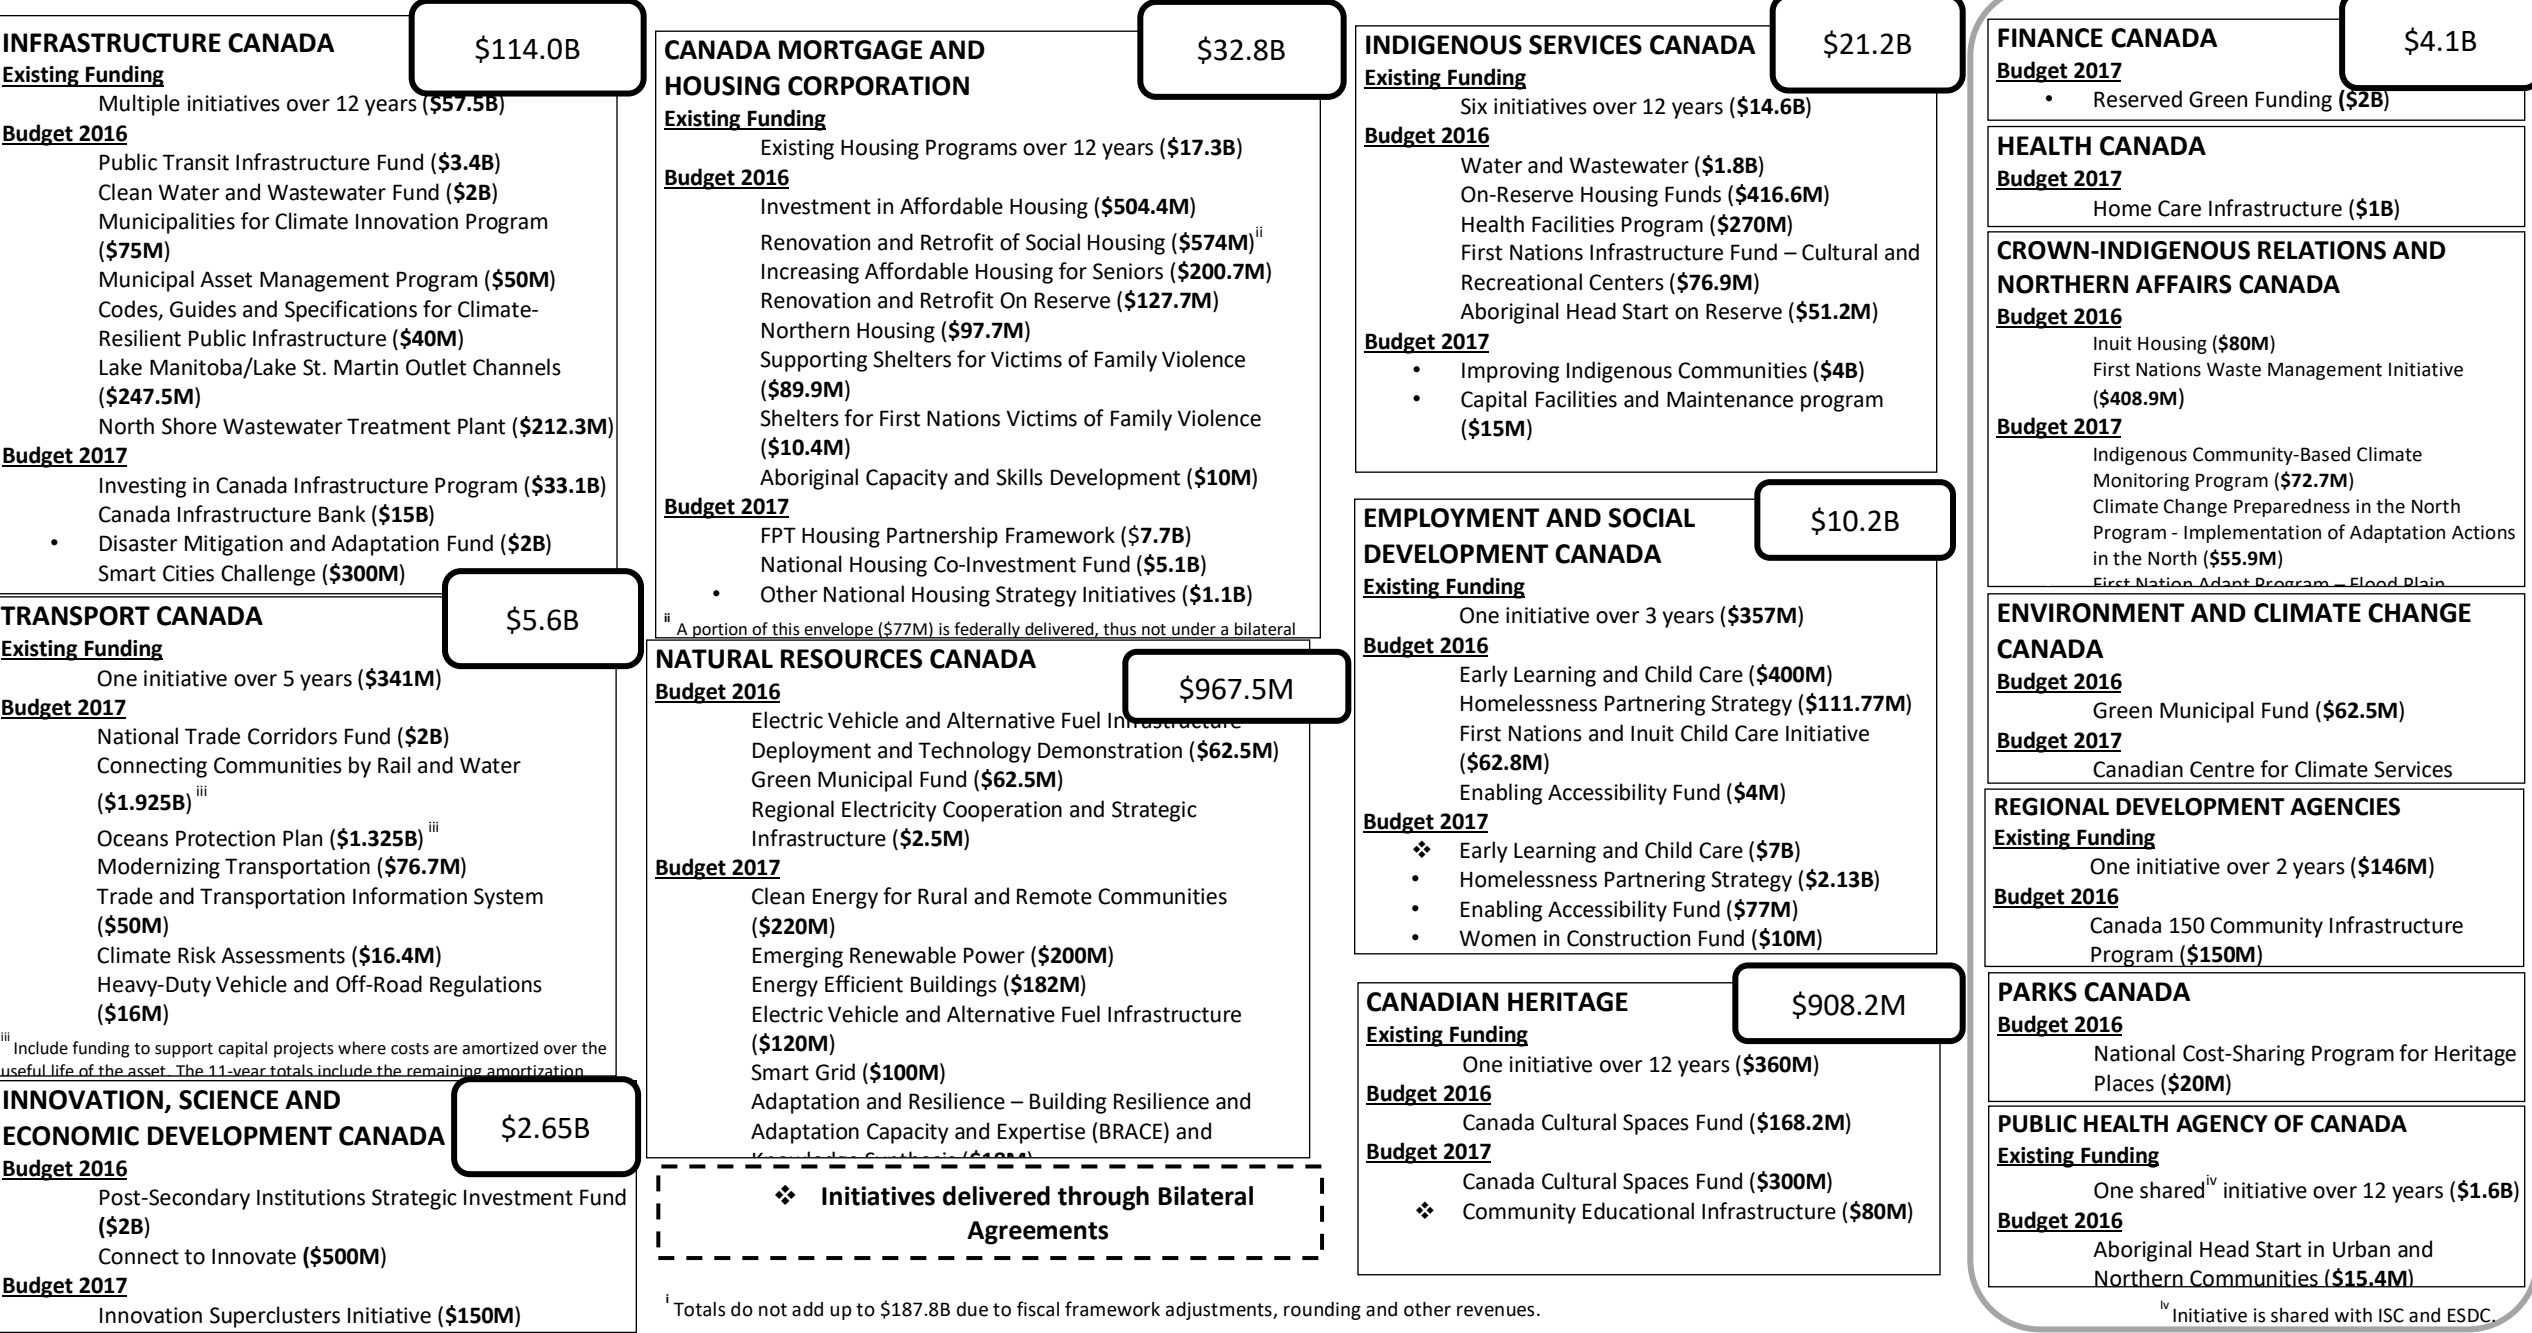 INFRASTRUCTURE CANADA
$114.0B
Existing Funding
Multiple initiatives over 12 years ($57.5B)
Budget 2016
Public Transit Infrastructure Fund ($3.4B)
Clean Water and Wastewater Fund ($2B)
Municipalities for Climate Innovation Program
($75M)
Municipal Asset Management Program ($50M)
Codes, Guides and Specifications for Climate-
Resilient Public Infrastructure ($40M)
Lake Manitoba/Lake St. Martin Outlet Channels
($247.5M)
North Shore Wastewater Treatment Plant ($212.3M)
Budget 2017
Investing in Canada Infrastructure Program ($33.1B)
Canada Infrastructure Bank ($15B)
• Disaster Mitigation and Adaptation Fund ($2B)
Smart Cities Challenge ($300M)
TRANSPORT CANADA
$5.6B
Existing Funding
One initiative over 5 years ($341M)
Budget 2017
National Trade Corridors Fund ($2B)
Connecting Communities by Rail and Water
($1.925B) iii
Oceans Protection Plan ($1.325B) iii
Modernizing Transportation ($76.7M)
Trade and Transportation Information System
($50M)
Climate Risk Assessments ($16.4M)
Heavy-Duty Vehicle and Off-Road Regulations
($16M)
iii Include funding to support capital projects where costs are amortized over the
useful life of the asset. The 11-year totals include the remaining amortization
INNOVATION, SCIENCE AND
ECONOMIC DEVELOPMENT CANADA
$2.65B
Budget 2016
Post-Secondary Institutions Strategic Investment Fund
($2B)
Connect to Innovate ($500M)
Budget 2017
Innovation Superclusters Initiative ($150M)
CANADA MORTGAGE AND
HOUSING CORPORATION
$32.8B
Existing Funding
Existing Housing Programs over 12 years ($17.3B)
Budget 2016
Investment in Affordable Housing ($504.4M)
Renovation and Retrofit of Social Housing ($574M)ii
Increasing Affordable Housing for Seniors ($200.7M)
Renovation and Retrofit On Reserve ($127.7M)
Northern Housing ($97.7M)
Supporting Shelters for Victims of Family Violence
($89.9M)
Shelters for First Nations Victims of Family Violence
($10.4M)
Aboriginal Capacity and Skills Development ($10M)
Budget 2017
FPT Housing Partnership Framework ($7.7B)
National Housing Co-Investment Fund ($5.1B)
• Other National Housing Strategy Initiatives ($1.1B)
ii A portion of this envelope ($77M) is federally delivered, thus not under a bilateral
NATURAL RESOURCES CANADA
$967.5M
Budget 2016
Electric Vehicle and Alternative Fuel Infrastructure
Deployment and Technology Demonstration ($62.5M)
Green Municipal Fund ($62.5M)
Regional Electricity Cooperation and Strategic
Infrastructure ($2.5M)
Budget 2017
Clean Energy for Rural and Remote Communities
($220M)
Emerging Renewable Power ($200M)
Energy Efficient Buildings ($182M)
Electric Vehicle and Alternative Fuel Infrastructure
($120M)
Smart Grid ($100M)
Adaptation and Resilience – Building Resilience and
Adaptation Capacity and Expertise (BRACE) and
Knowledge Synthesis ($18M)
❖ Initiatives delivered through Bilateral
Agreements
i Totals do not add up to $187.8B due to fiscal framework adjustments, rounding and other revenues.
INDIGENOUS SERVICES CANADA
$21.2B
Existing Funding
Six initiatives over 12 years ($14.6B)
Budget 2016
Water and Wastewater ($1.8B)
On-Reserve Housing Funds ($416.6M)
Health Facilities Program ($270M)
First Nations Infrastructure Fund – Cultural and
Recreational Centers ($76.9M)
Aboriginal Head Start on Reserve ($51.2M)
Budget 2017
• Improving Indigenous Communities ($4B)
• Capital Facilities and Maintenance program
($15M)
EMPLOYMENT AND SOCIAL
DEVELOPMENT CANADA
$10.2B
Existing Funding
One initiative over 3 years ($357M)
Budget 2016
Early Learning and Child Care ($400M)
Homelessness Partnering Strategy ($111.77M)
First Nations and Inuit Child Care Initiative
($62.8M)
Enabling Accessibility Fund ($4M)
Budget 2017
❖ Early Learning and Child Care ($7B)
• Homelessness Partnering Strategy ($2.13B)
• Enabling Accessibility Fund ($77M)
• Women in Construction Fund ($10M)
CANADIAN HERITAGE
$908.2M
Existing Funding
One initiative over 12 years ($360M)
Budget 2016
Canada Cultural Spaces Fund ($168.2M)
Budget 2017
Canada Cultural Spaces Fund ($300M)
❖ Community Educational Infrastructure ($80M)
FINANCE CANADA
$4.1B
Budget 2017
• Reserved Green Funding ($2B)
HEALTH CANADA
Budget 2017
Home Care Infrastructure ($1B)
CROWN-INDIGENOUS RELATIONS AND
NORTHERN AFFAIRS CANADA
Budget 2016
Inuit Housing ($80M)
First Nations Waste Management Initiative
($408.9M)
Budget 2017
Indigenous Community-Based Climate
Monitoring Program ($72.7M)
Climate Change Preparedness in the North
Program - Implementation of Adaptation Actions
in the North ($55.9M)
First Nation Adapt Program – Flood Plain
ENVIRONMENT AND CLIMATE CHANGE
CANADA
Budget 2016
Green Municipal Fund ($62.5M)
Budget 2017
Canadian Centre for Climate Services
REGIONAL DEVELOPMENT AGENCIES
Existing Funding
One initiative over 2 years ($146M)
Budget 2016
Canada 150 Community Infrastructure
Program ($150M)
PARKS CANADA
Budget 2016
National Cost-Sharing Program for Heritage
Places ($20M)
PUBLIC HEALTH AGENCY OF CANADA
Existing Funding
One sharediv initiative over 12 years ($1.6B)
Budget 2016
Aboriginal Head Start in Urban and
Northern Communities ($15.4M)
iv Initiative is shared with ISC and ESDC.